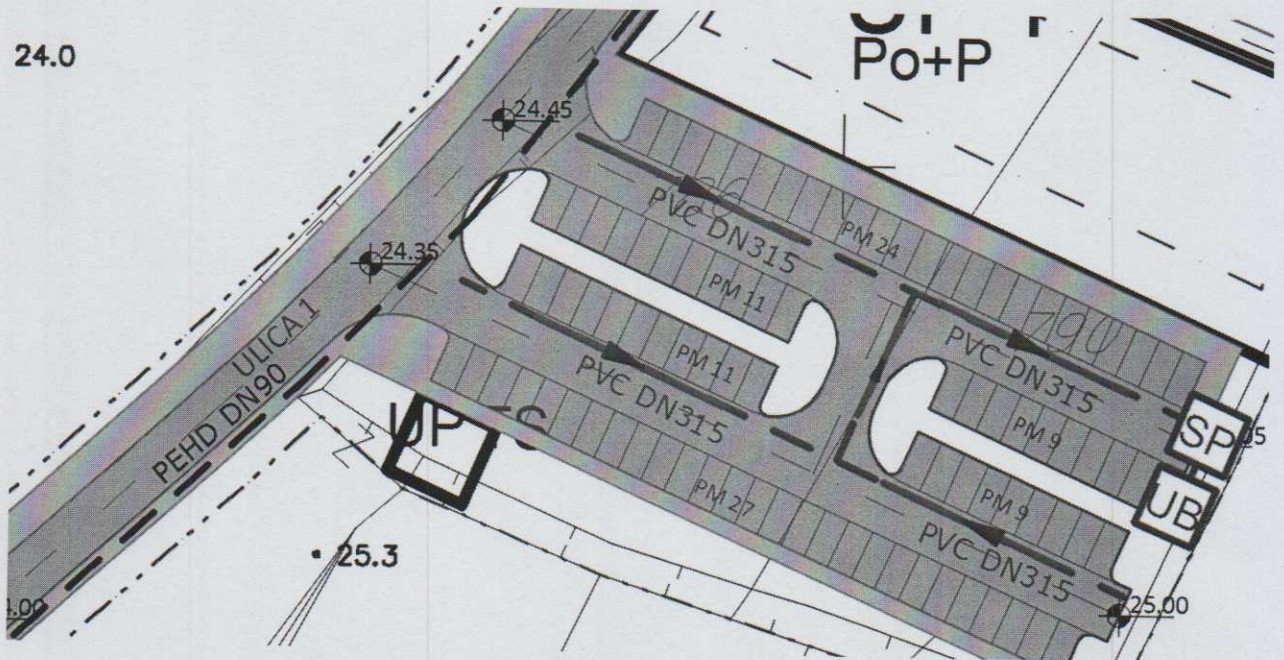 24.0
Po+P
24.45
PVC DN315
PM 24
24.35
PM 11
ULICA 1
PVC DN315
PM 11
PVC DN315
PM 9
SP
PEHD DN90
UP
S
PM 27
PM 9
UB
PVC DN315
25.3
25.00